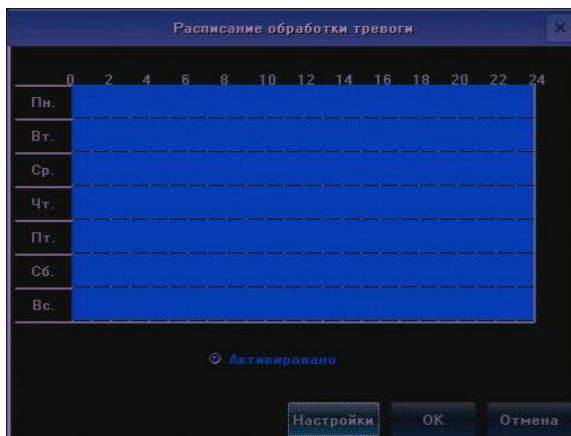 Расписание обработки тревоги
0 2 4 6 8 10 12 14 16 18 20 22 24
Пн.
Вт.
Ср.
Чт.
Пт.
Сб.
Вс.
Активировано
Настройки ОК Отмена